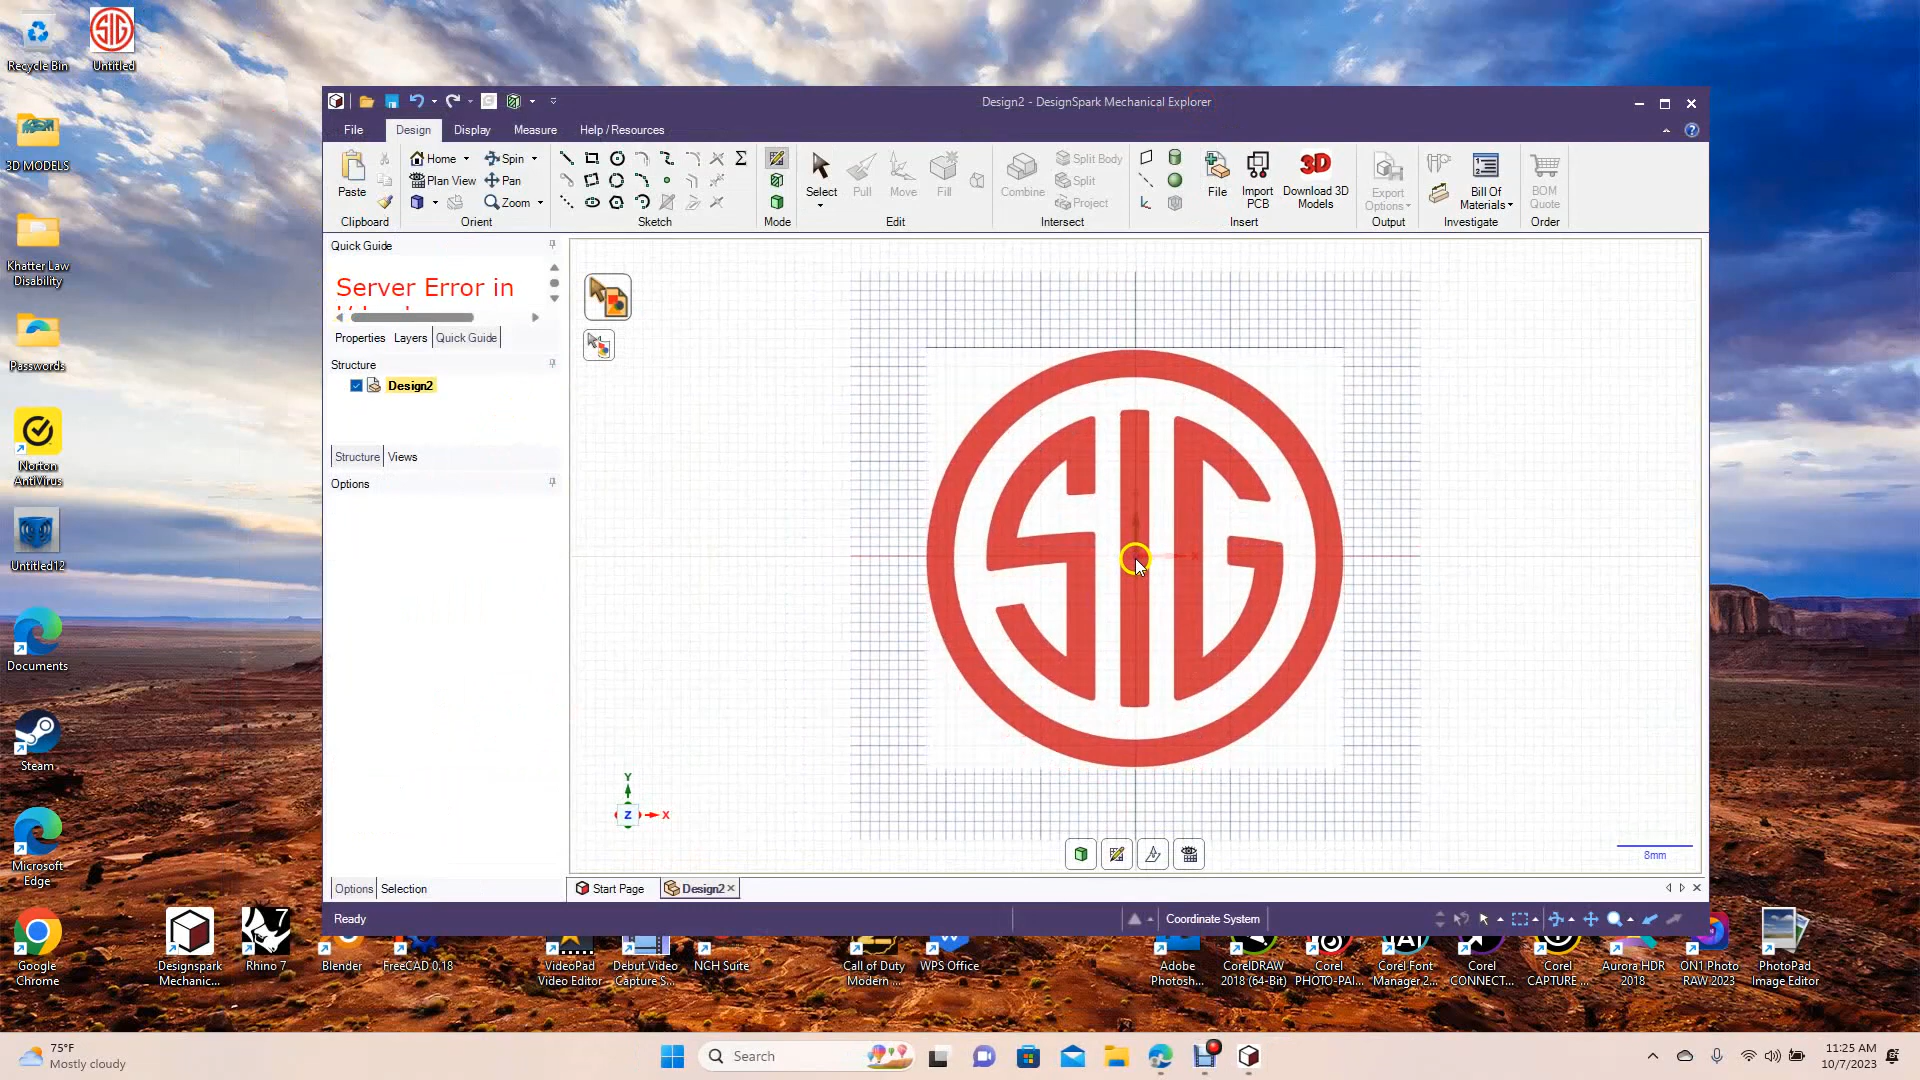 Recycle Bin
Untitled
3D MODELS
Khatter Law
Disability
Passwords
Norton
AntiVirus
Untitled12
Documents
Steam
Microsoft
Edge
Google
Chrome
Design2 - DesignSpark Mechanical Explorer
File
Design
Display
Measure
Help / Resources
Paste
Clipboard
Home
Spin
Plan View
Pan
Zoom
Orient
Sketch
Mode
Select
Pull
Move
Fill
Edit
Combine
Split Body
Split
Project
Intersect
File
Import
PCB
3D
Download 3D
Models
Insert
Export
Options
Output
Bill Of
Materials
Investigate
BOM
Quote
Order
Quick Guide
Server Error in
Properties
Layers
Quick Guide
Structure
Design2
Structure
Views
Options
Options
Selection
SIG
X
Y
Z
X
8mm
Start Page
Design2
Ready
Coordinate System
Designspark
Mechanic...
7
Rhino 7
Blender
FreeCAD 0.18
VideoPad
Video Editor
Debut Video
Capture S...
NCH Suite
Call of Duty
Modern ...
WPS Office
Adobe
Photosh...
CorelDRAW
2018 (64-Bit)
Corel
PHOTO-PAI...
Corel Font
Manager 2...
Corel
CONNECT...
Corel
CAPTURE ...
Aurora HDR
2018
ON1 Photo
RAW 2023
PhotoPad
Image Editor
75°F
Mostly cloudy
Search
11:25 AM
10/7/2023